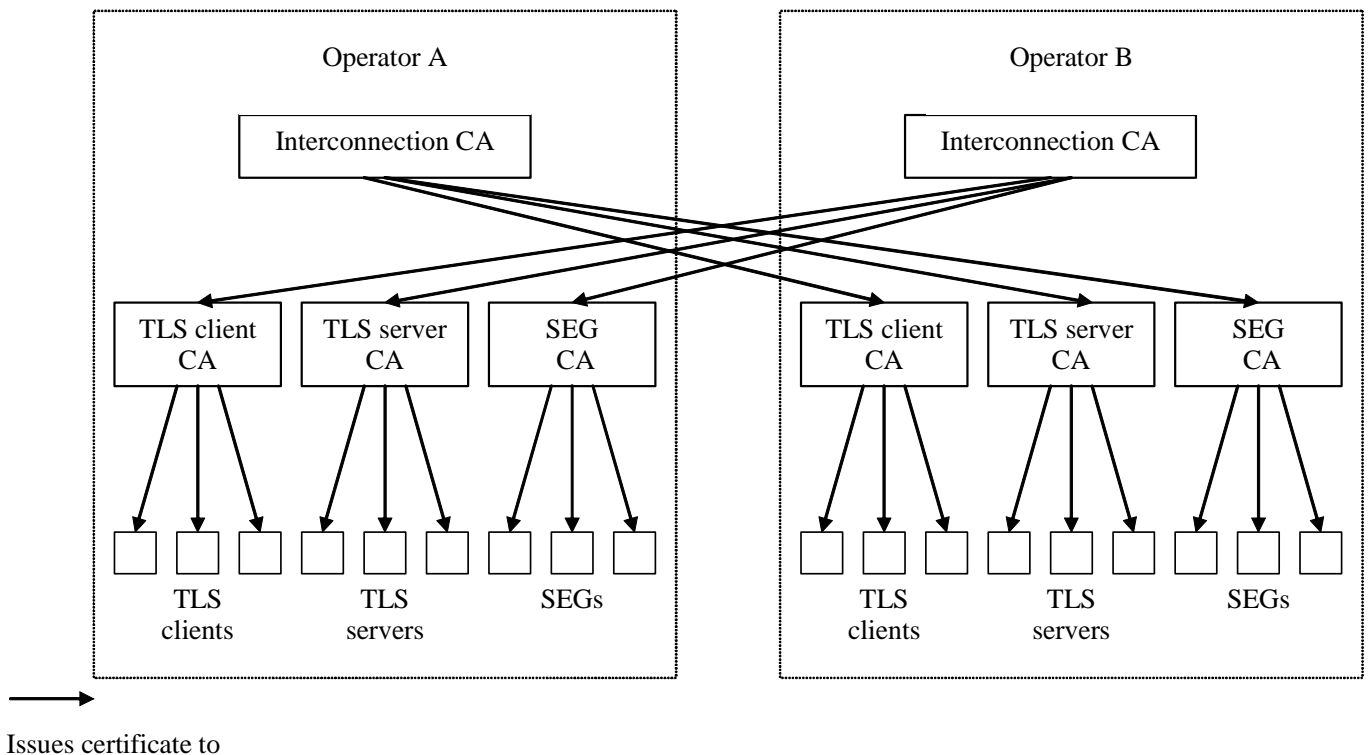 Operator A
Operator B
Interconnection CA
Interconnection CA
TLS client
CA
TLS server
CA
SEG
CA
TLS client
CA
TLS server
CA
SEG
CA
TLS
clients
TLS
servers
SEGs
TLS
clients
TLS
servers
SEGs
Issues certificate to